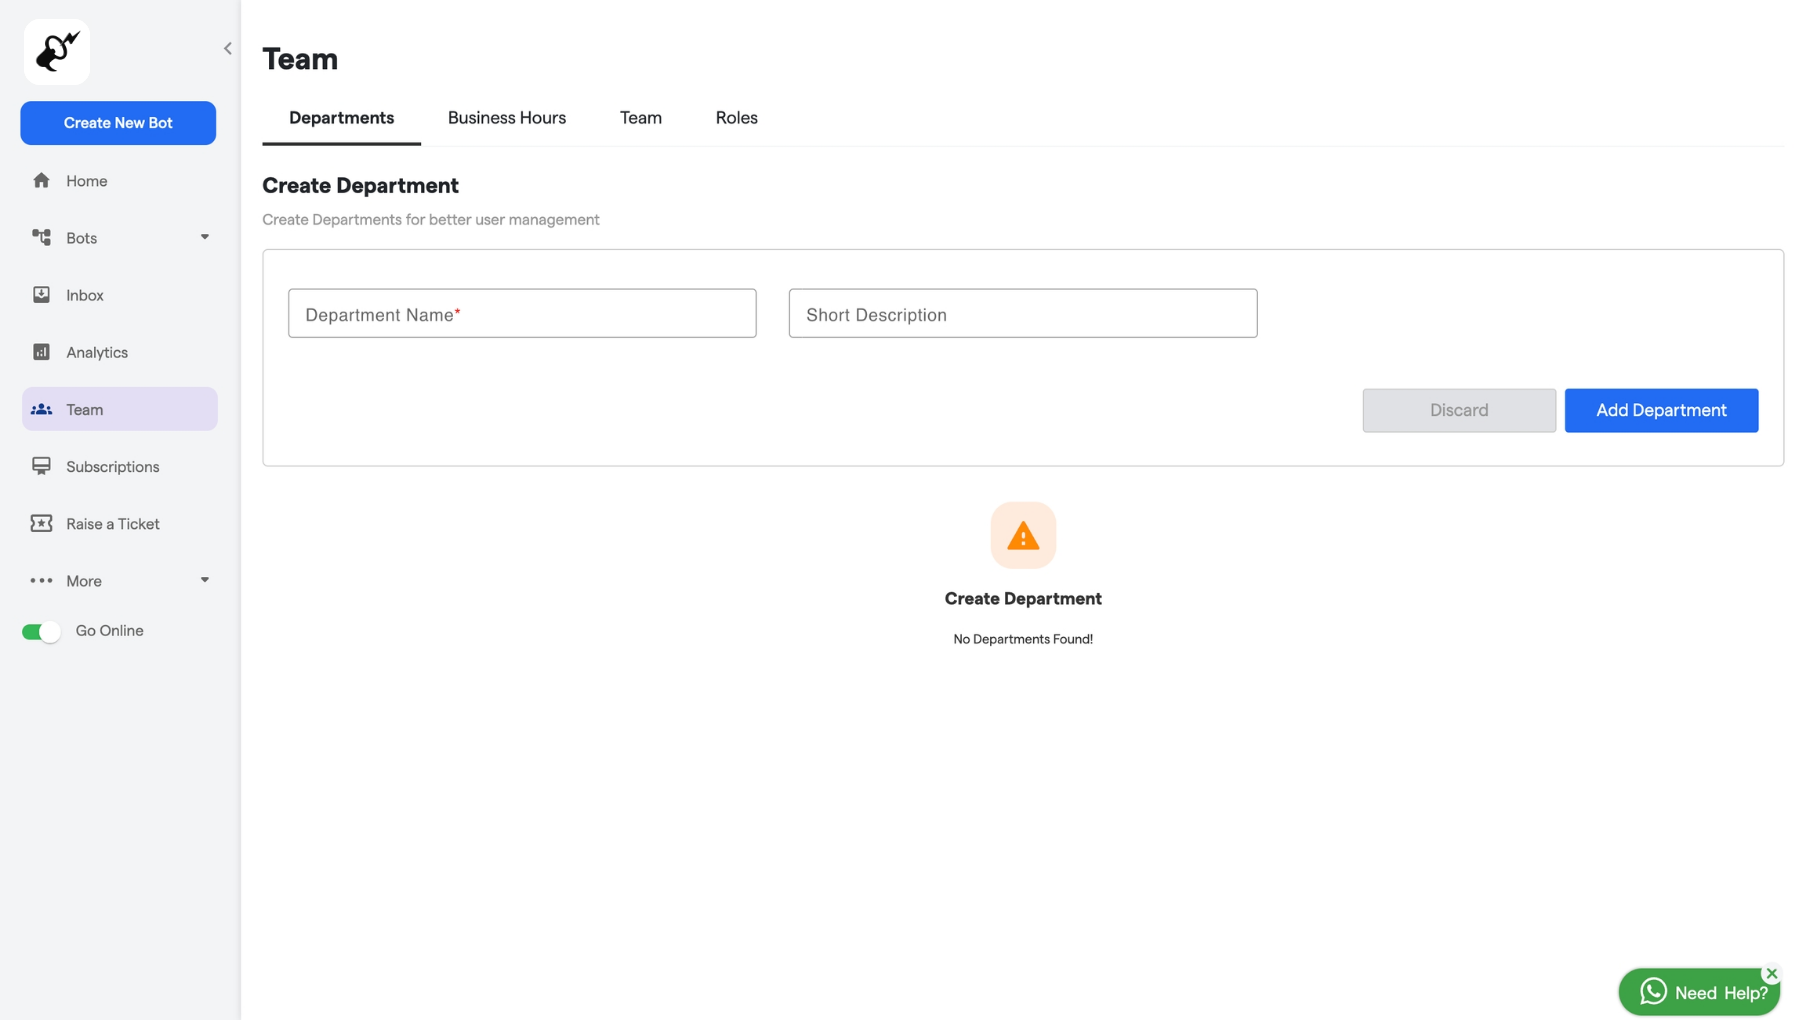 Create New Bot
Home
Bots
Inbox
Analytics
Team
Subscriptions
Raise a Ticket
More
Go Online
Team
Departments
Business Hours
Team
Roles
Create Department
Create Departments for better user management
Department Name*
Short Description
Discard
Add Department
Create Department
No Departments Found!
Need Help?